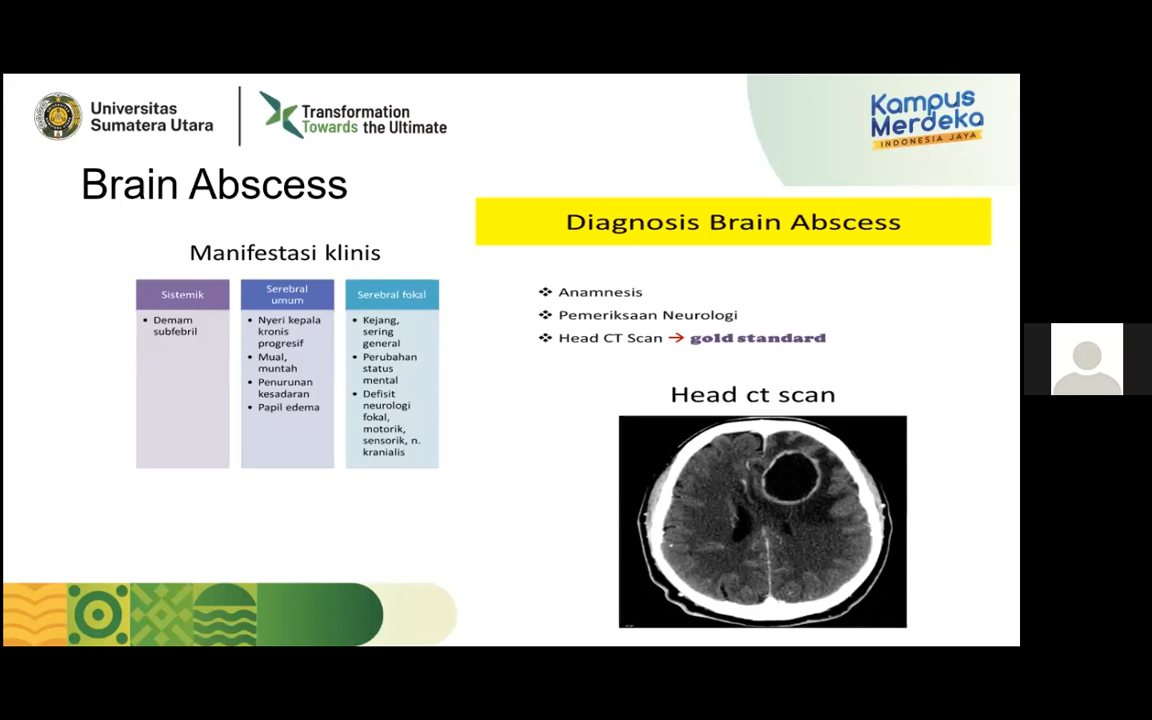 Universitas
Sumatera Utara
Transformation
Towards the Ultimate
Kampus
Merdeka
INDONESIA JAYA
Brain Abscess
Manifestasi klinis
Sistemik
• Demam
subfebril
Serebral
umum
• Nyeri kepala
kronis
progresif
• Mual,
muntah
• Penurunan
kesadaran
• Papil edema
Serebral fokal
• Kejang,
sering
general
• Perubahan
status
mental
• Defisit
neurologi
fokal,
motorik,
sensorik, n.
kranialis
Diagnosis Brain Abscess
❖ Anamnesis
❖ Pemeriksaan Neurologi
❖ Head CT Scan → gold standard
Head ct scan